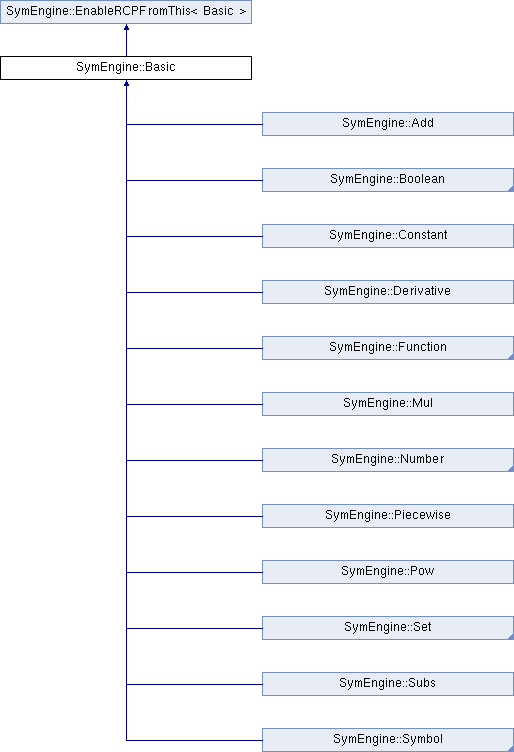 SymEngine::EnableRCPFromThis< Basic >
SymEngine::Basic
SymEngine::Add
SymEngine::Boolean
SymEngine::Constant
SymEngine::Derivative
SymEngine::Function
SymEngine::Mul
SymEngine::Number
SymEngine::Piecewise
SymEngine::Pow
SymEngine::Set
SymEngine::Subs
SymEngine::Symbol